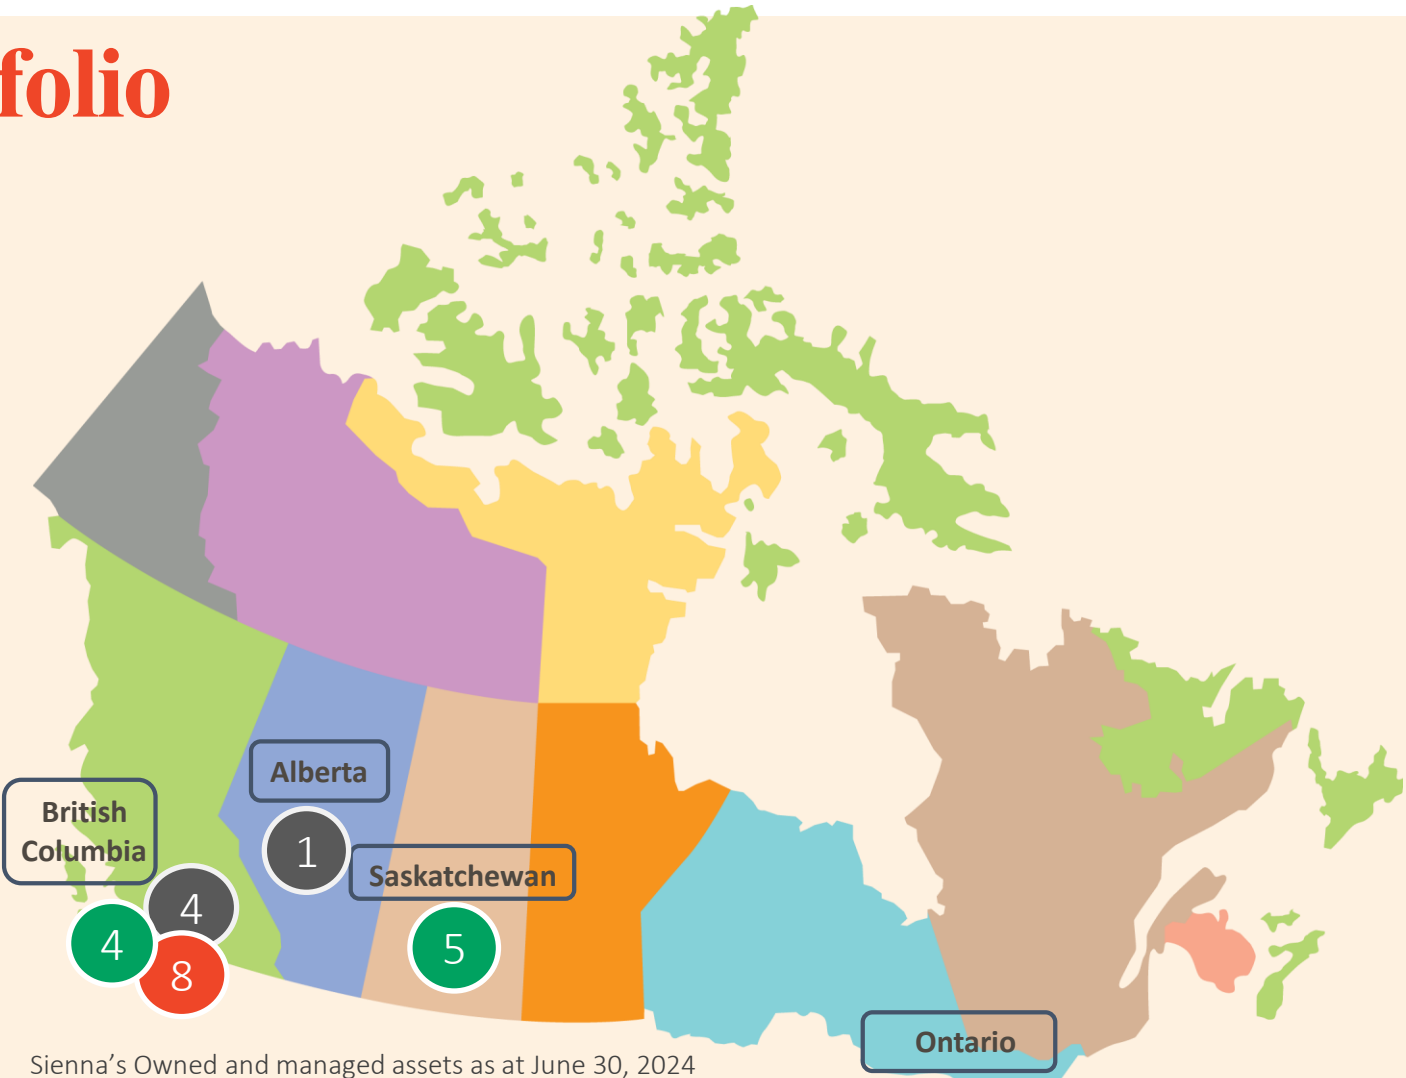 folio
Alberta
British
Columbia
1
Saskatchewan
4
4
5
8
Ontario
Sienna’s Owned and managed assets as at June 30, 2024